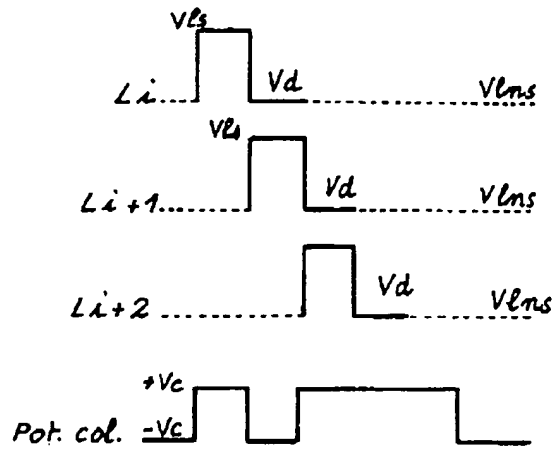 Vls
Li Vd Vlns
Vls
Li+1 Vd Vlns
Li+2 Vd Vlns
+Vc
Pot. col. -Vc